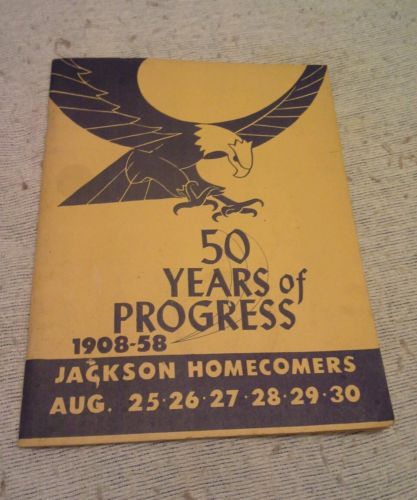 50
YEARS of
PROGRESS
1908-58
JACKSON HOMECOMERS
AUG. 25·26·27·28·29·30